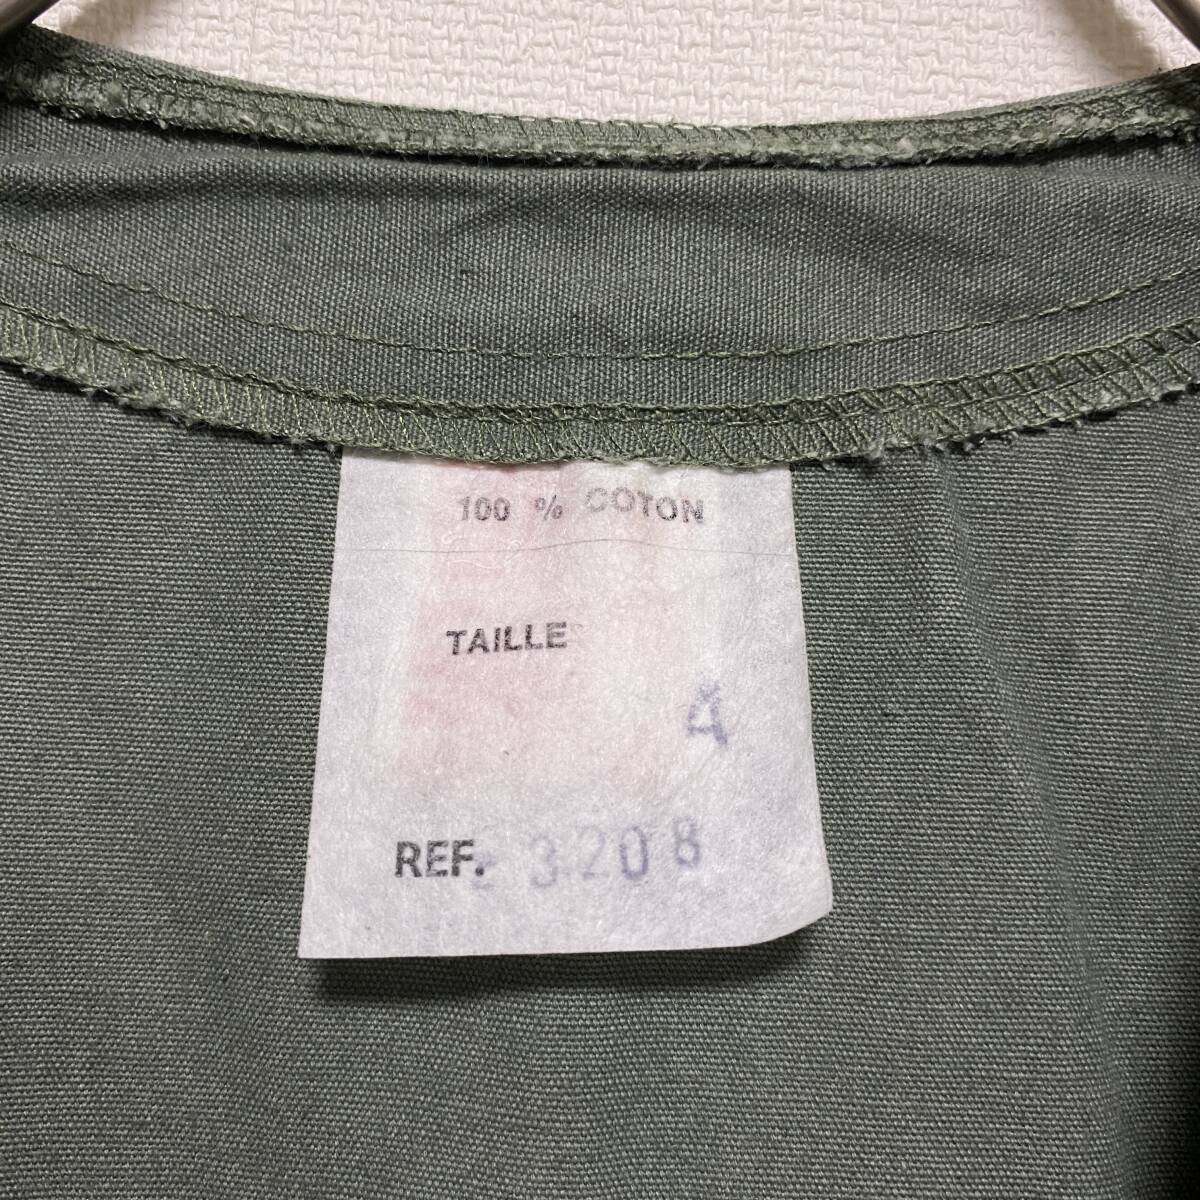 100 % COTON
TAILLE
4
REF. 3208